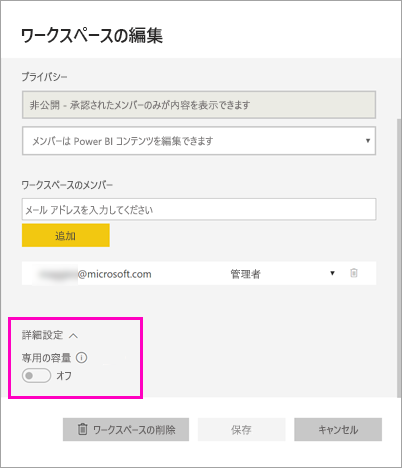 ワークスペースの編集
プライバシー
非公開 - 承認されたメンバーのみが内容を表示できます
メンバーは Power BI コンテンツを編集できます
ワークスペースのメンバー
メール アドレスを入力してください
追加
@microsoft.com 管理者
詳細設定
専用の容量
オフ
ワークスペースの削除 保存 キャンセル